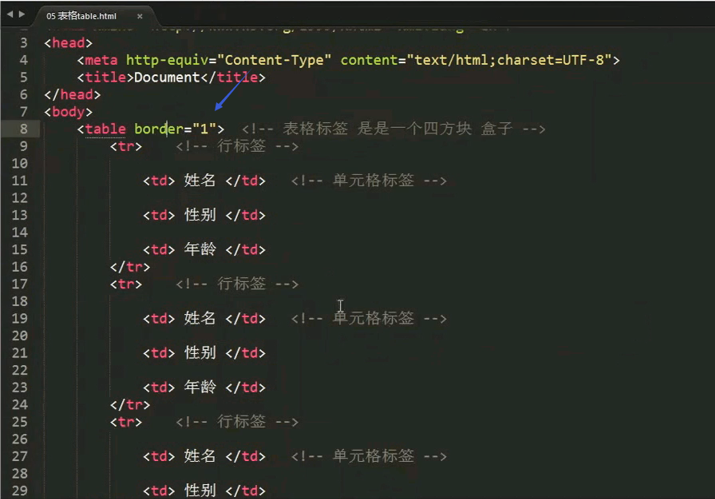 05 表格table.html ×
3 <head>
4 <meta http-equiv="Content-Type" content="text/html;charset=UTF-8">
5 <title>Document</title>
6 </head>
7 <body>
8 <table border="1"> <!-- 表格标签 是是一个四方块 盒子 -->
9 <tr> <!-- 行标签 -->
10
11 <td> 姓名 </td> <!-- 单元格标签 -->
12
13 <td> 性别 </td>
14
15 <td> 年龄 </td>
16 </tr>
17 <tr> <!-- 行标签 -->
18
19 <td> 姓名 </td> <!-- 单元格标签 -->
20
21 <td> 性别 </td>
22
23 <td> 年龄 </td>
24 </tr>
25 <tr> <!-- 行标签 -->
26
27 <td> 姓名 </td> <!-- 单元格标签 -->
28
29 <td> 性别 </td>